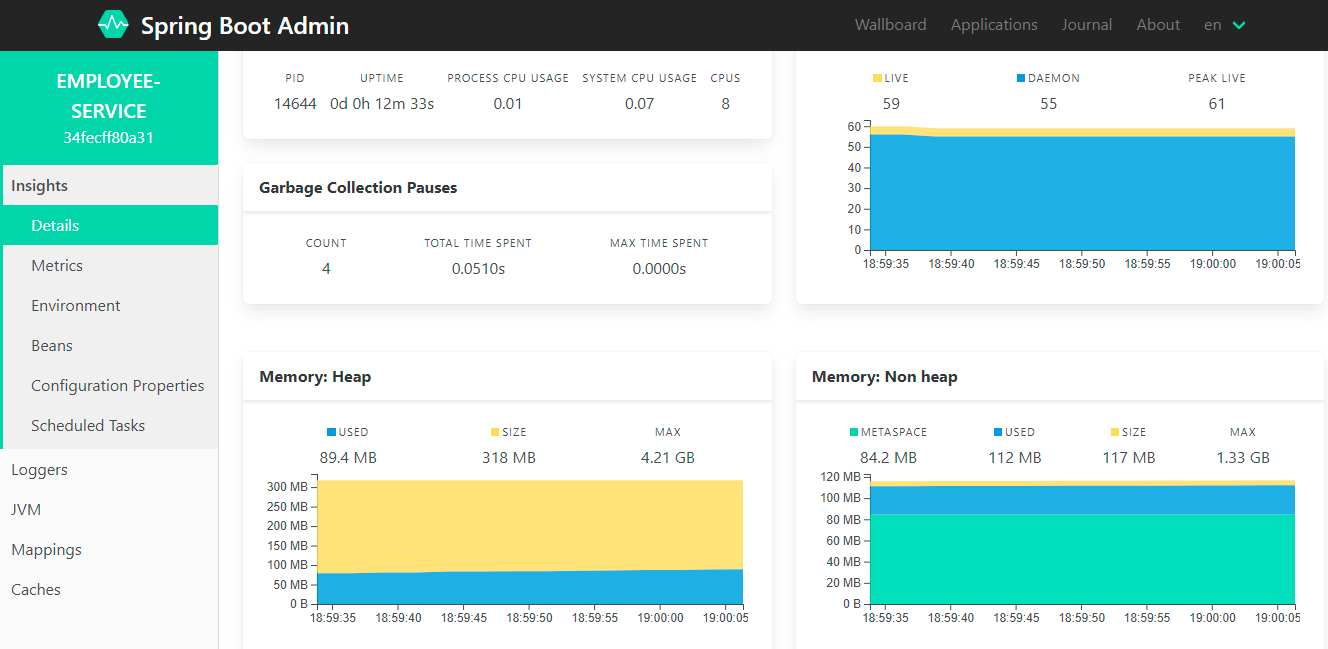 Spring Boot Admin
Wallboard Applications Journal About en
EMPLOYEE-
SERVICE
34fecff80a31
Insights
Details
Metrics
Environment
Beans
Configuration Properties
Scheduled Tasks
Loggers
JVM
Mappings
Caches
PID UPTIME PROCESS CPU USAGE SYSTEM CPU USAGE CPUS
14644 0d 0h 12m 33s 0.01 0.07 8
LIVE DAEMON PEAK LIVE
59 55 61
60
50
40
30
20
10
0
18:59:35 18:59:40 18:59:45 18:59:50 18:59:55 19:00:00 19:00:05
Garbage Collection Pauses
COUNT TOTAL TIME SPENT MAX TIME SPENT
4 0.0510s 0.0000s
Memory: Heap
USED SIZE MAX
89.4 MB 318 MB 4.21 GB
300 MB
250 MB
200 MB
150 MB
100 MB
50 MB
0 B
18:59:35 18:59:40 18:59:45 18:59:50 18:59:55 19:00:00 19:00:05
Memory: Non heap
METASPACE USED SIZE MAX
84.2 MB 112 MB 117 MB 1.33 GB
120 MB
100 MB
80 MB
60 MB
40 MB
20 MB
0 B
18:59:35 18:59:40 18:59:45 18:59:50 18:59:55 19:00:00 19:00:05